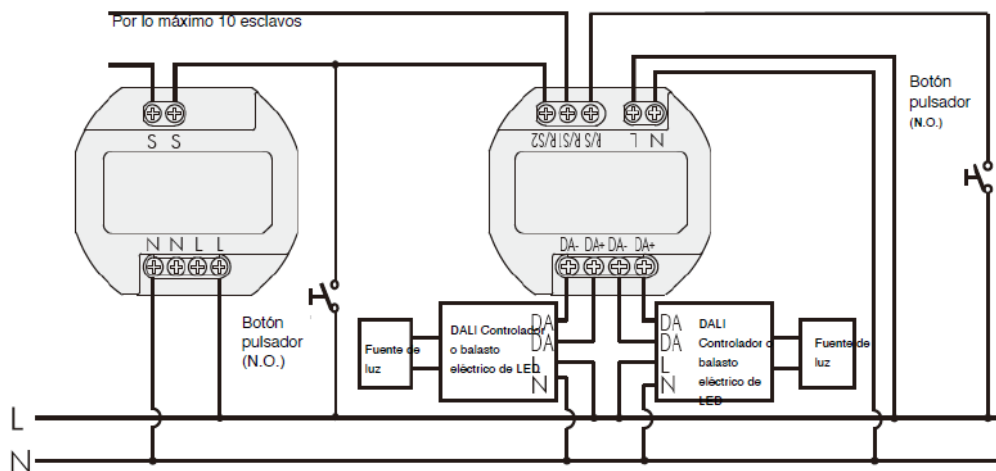 Por lo máximo 10 esclavos
S S
N N L L
R/S2 R/S1 R/S L N
DA- DA+ DA- DA+
Botón
pulsador
(N.O.)
Botón
pulsador
(N.O.)
Fuente de
luz
DALI Controlador
o balasto
eléctrico de LED
DA
DA
L
N
DA
DA
L
N
DALI
Controlador o
balasto
eléctrico de
LED
Fuente de
luz
L
N